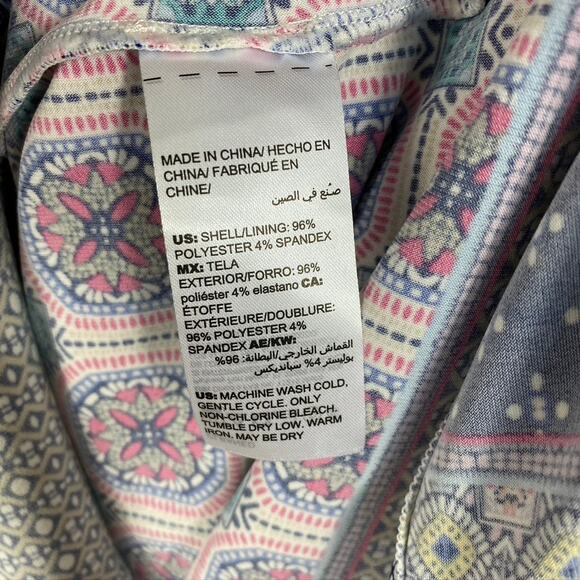 MADE IN CHINA/ HECHO EN
CHINA/ FABRIQUÉ EN
CHINE/
صنع في الصين
US: SHELL/LINING: 96%
POLYESTER 4% SPANDEX
MX: TELA
EXTERIOR/FORRO: 96%
poliéster 4% elastano CA:
ÉTOFFE
EXTÉRIEURE/DOUBLURE:
96% POLYESTER 4%
SPANDEX AE/KW:
القماش الخارجي/البطانة: 96%
بوليستر 4% سبانديكس
US: MACHINE WASH COLD,
GENTLE CYCLE. ONLY
NON-CHLORINE BLEACH.
TUMBLE DRY LOW. WARM
IRON. MAY BE DRY